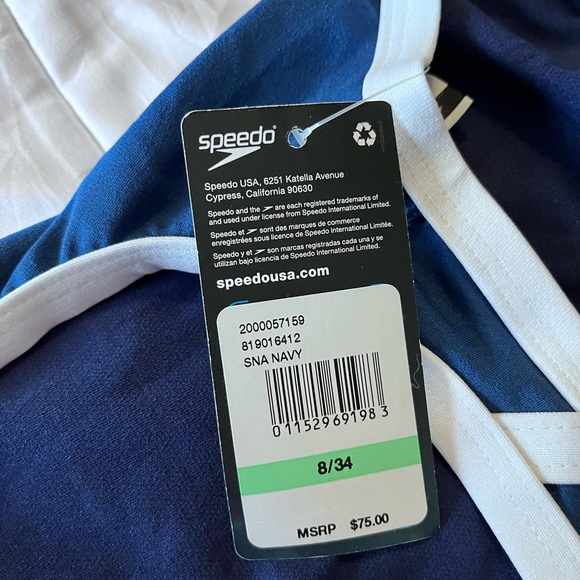 speedo
Speedo USA, 6251 Katella Avenue
Cypress, California 90630
Speedo and the are each registered trademarks of
and used under license from Speedo International Limited.
Speedo et sont des marques de commerce
enregistrées sous licence de Speedo International Limited.
Speedo y el son marcas registradas cada una y se
utilizan bajo licencia de Speedo International Limited.
speedousa.com
2000057159
819016412
SNA NAVY
0 11529 69198 3
8/34
MSRP $75.00